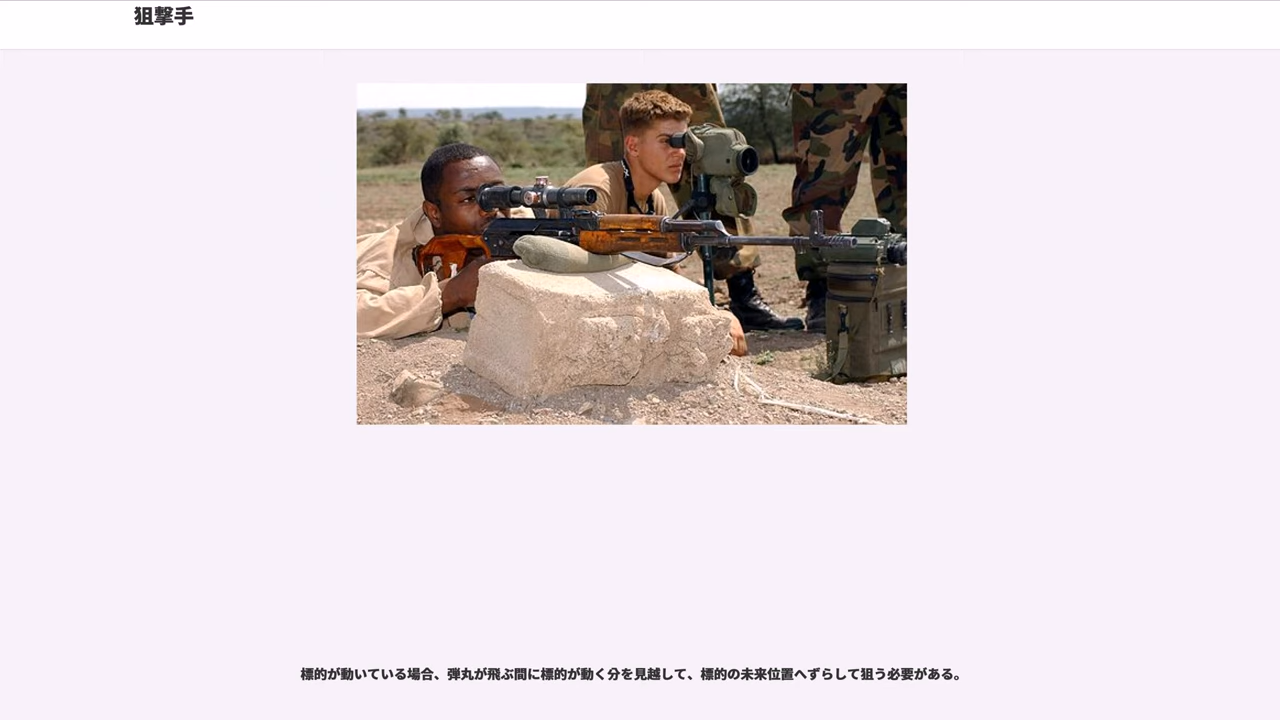 狙撃手
標的が動いている場合、弾丸が飛ぶ間に標的が動く分を見越して、標的の未来位置へずらして狙う必要がある。